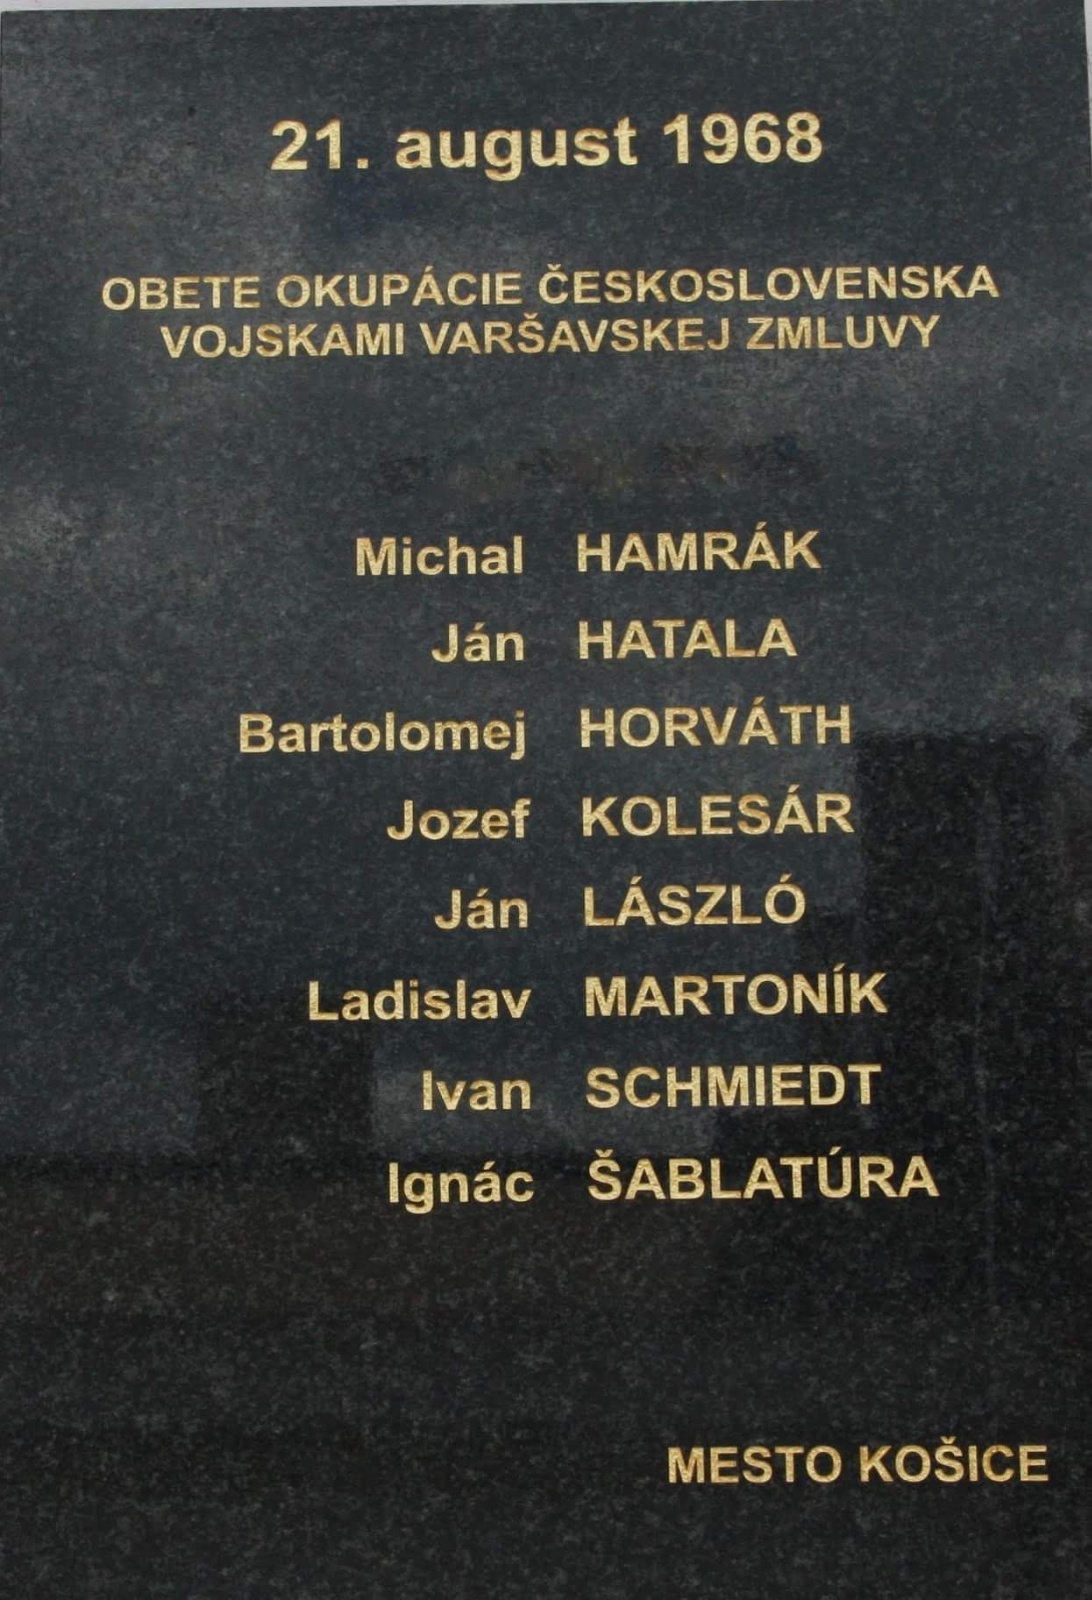 21. august 1968
OBETE OKUPÁCIE ČESKOSLOVENSKA
VOJSKAMI VARŠAVSKEJ ZMLUVY
Michal HAMRÁK
Ján HATALA
Bartolomej HORVÁTH
Jozef KOLESÁR
Ján LÁSZLÓ
Ladislav MARTONÍK
Ivan SCHMIEDT
Ignác ŠABLATÚRA
MESTO KOŠICE